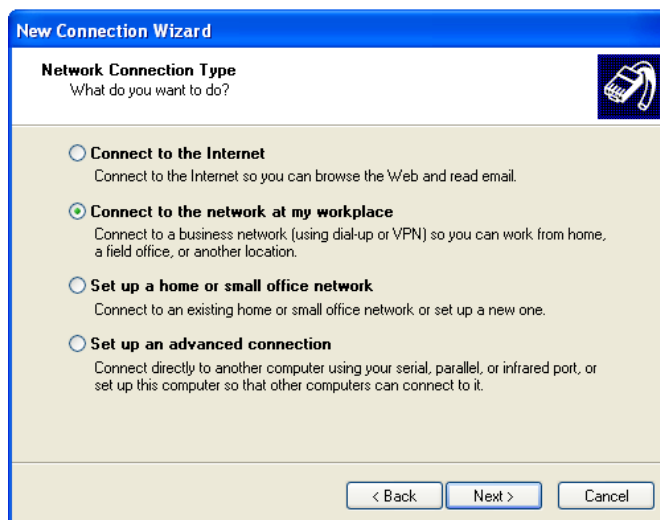 New Connection Wizard
Network Connection Type
What do you want to do?
Connect to the Internet
Connect to the Internet so you can browse the Web and read email.
Connect to the network at my workplace
Connect to a business network (using dial-up or VPN) so you can work from home,
a field office, or another location.
Set up a home or small office network
Connect to an existing home or small office network or set up a new one.
Set up an advanced connection
Connect directly to another computer using your serial, parallel, or infrared port, or
set up this computer so that other computers can connect to it.
< Back Next > Cancel